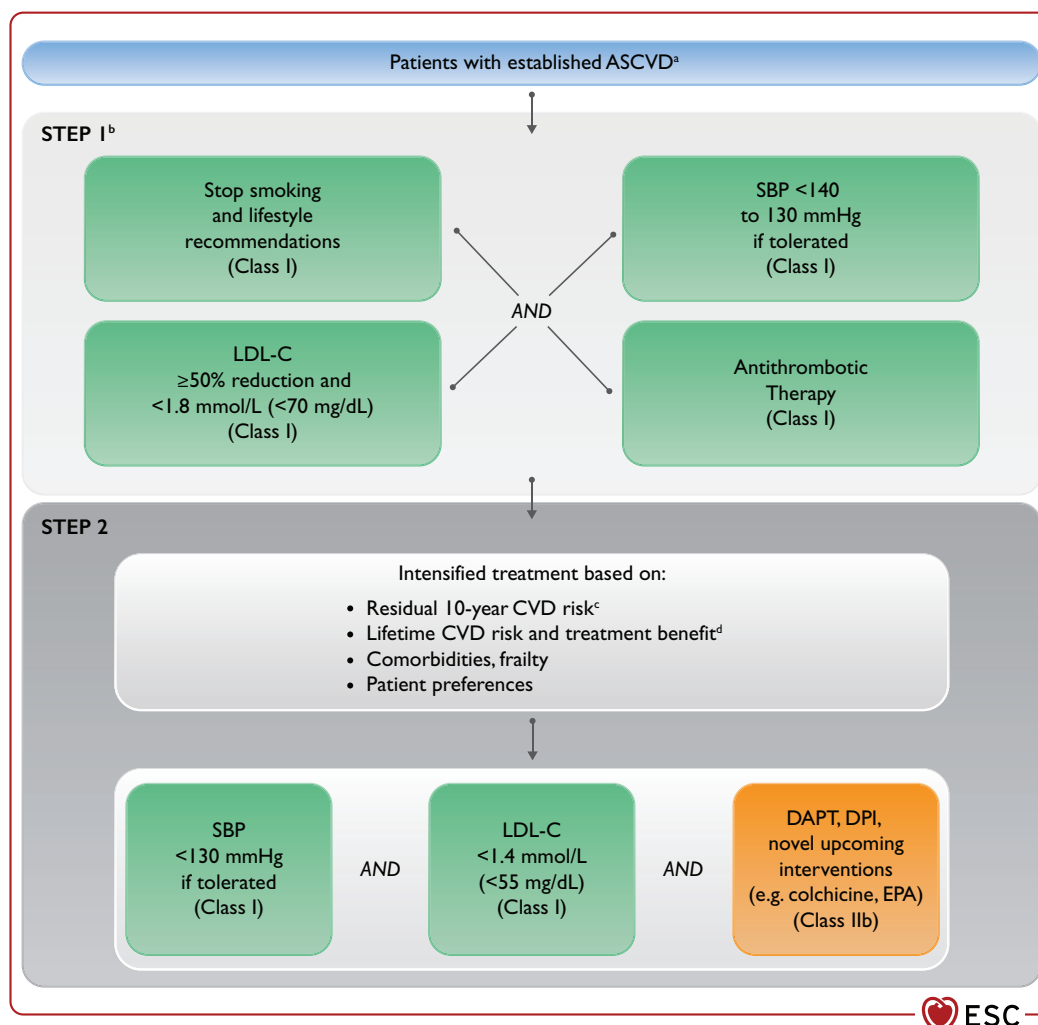 Patients with established ASCVDᵃ
STEP 1ᵇ
Stop smoking
and lifestyle
recommendations
(Class I)
SBP <140
to 130 mmHg
if tolerated
(Class I)
AND
LDL-C
≥50% reduction and
<1.8 mmol/L (<70 mg/dL)
(Class I)
Antithrombotic
Therapy
(Class I)
STEP 2
Intensified treatment based on:
• Residual 10-year CVD riskᶜ
• Lifetime CVD risk and treatment benefitᵈ
• Comorbidities, frailty
• Patient preferences
SBP
<130 mmHg
if tolerated
(Class I)
AND
LDL-C
<1.4 mmol/L
(<55 mg/dL)
(Class I)
AND
DAPT, DPI,
novel upcoming
interventions
(e.g. colchicine, EPA)
(Class IIb)
ESC